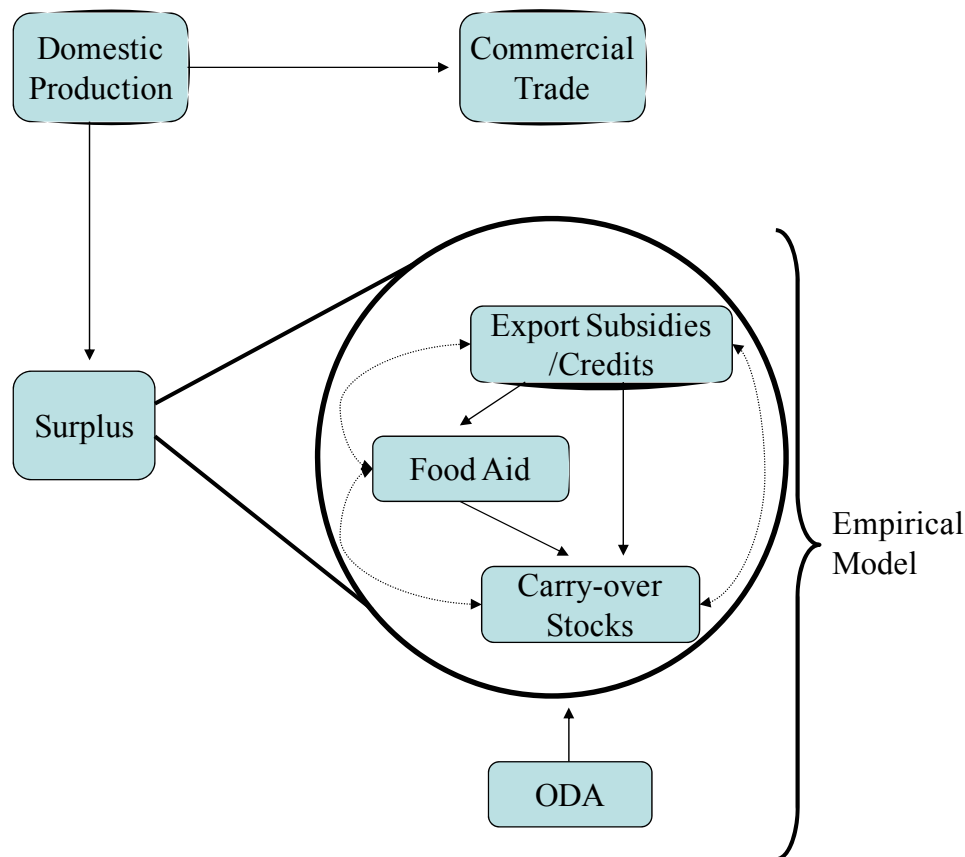 Domestic
Production
Commercial
Trade
Export Subsidies
/Credits
Surplus
Food Aid
Empirical
Model
Carry-over
Stocks
ODA